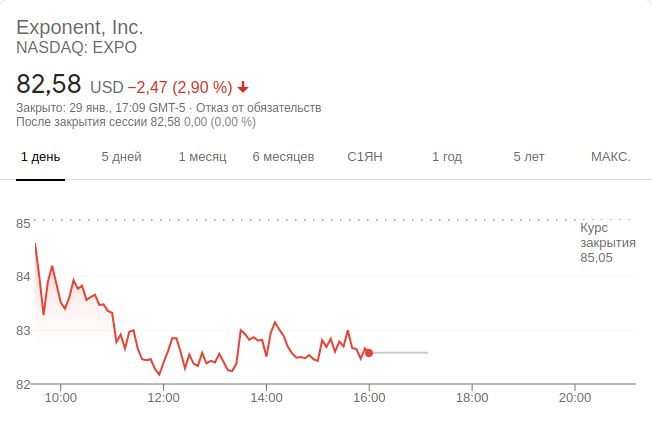 Exponent, Inc.
NASDAQ: EXPO
82,58 USD −2,47 (2,90 %)
Закрыто: 29 янв., 17:09 GMT-5 · Отказ от обязательств
После закрытия сессии 82,58 0,00 (0,00 %)
1 день 5 дней 1 месяц 6 месяцев С1ЯН 1 год 5 лет МАКС.
85
Курс
закрытия
85,05
84
83
82
10:00 12:00 14:00 16:00 18:00 20:00